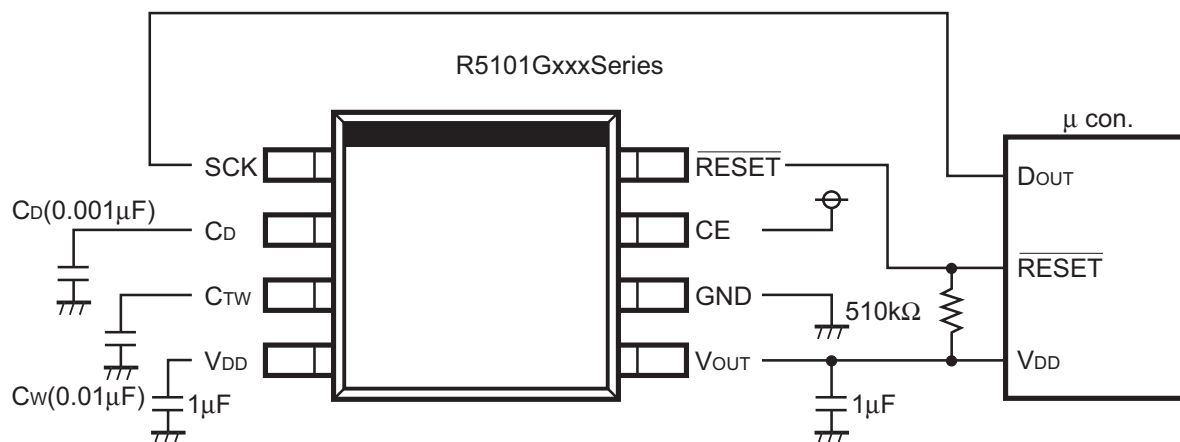 R5101GxxxSeries
μ con.
SCK
RESET
DOUT
CD(0.001μF)
CD
CE
RESET
CTW
GND
510kΩ
VDD
VOUT
VDD
CW(0.01μF)
1μF
1μF